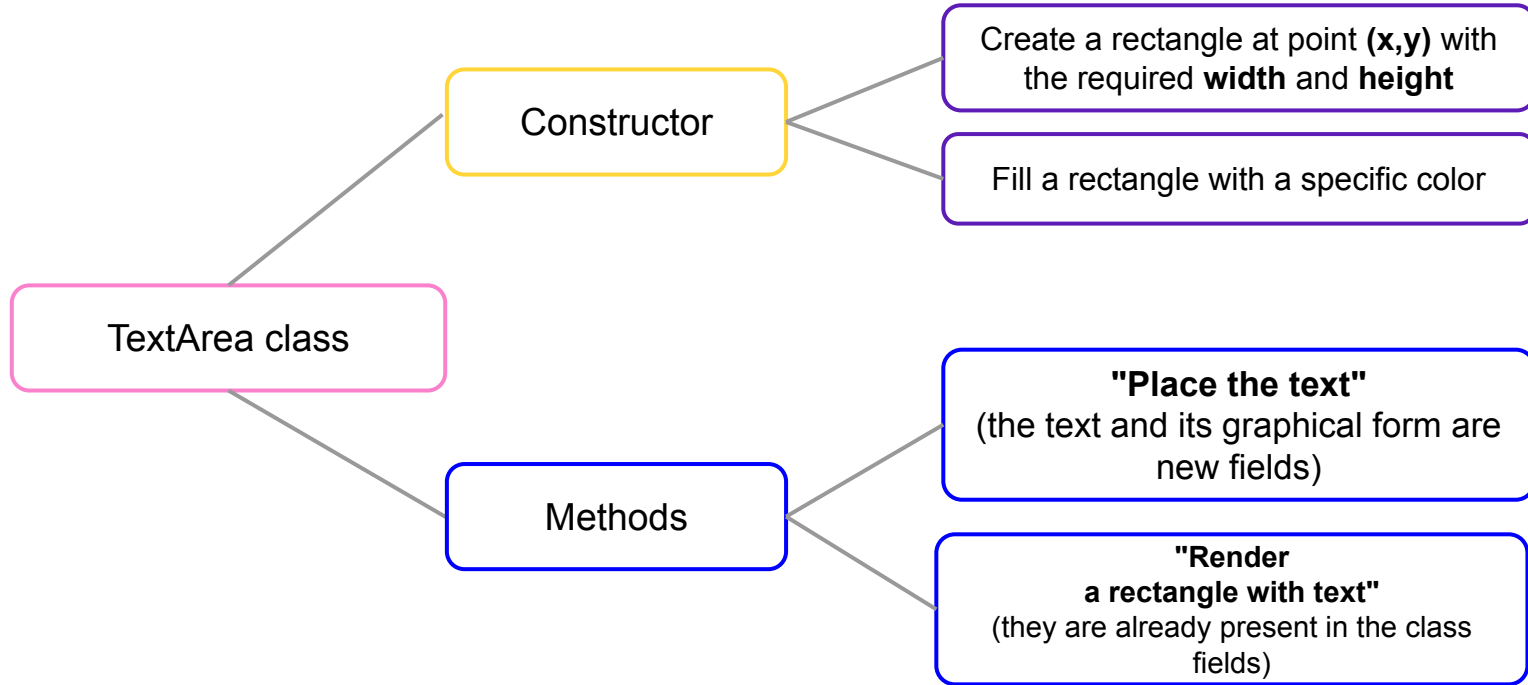 TextArea class
Constructor
Create a rectangle at point (x,y) with
the required width and height
Fill a rectangle with a specific color
Methods
"Place the text"
(the text and its graphical form are
new fields)
"Render
a rectangle with text"
(they are already present in the class
fields)